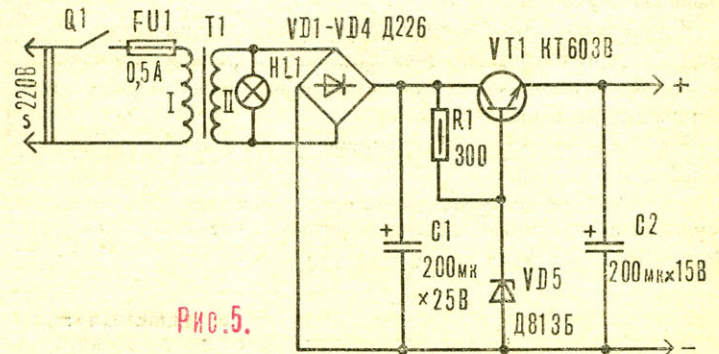 Q1
FU1
0,5А
T1
VD1-VD4 Д226
VT1 КТ603В
≤220В
I
II
HL1
R1
300
+
+
C1
200мк
×25В
VD5
Д813Б
+
C2
200мк×15В
-
Рис.5.